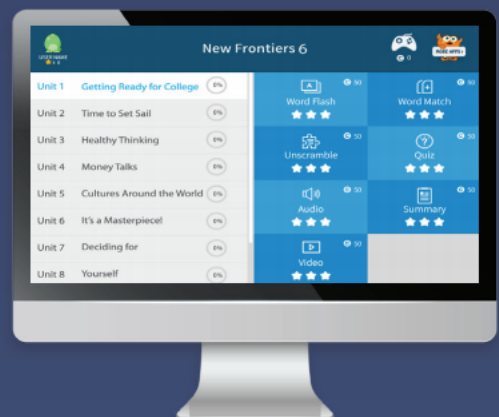 New Frontiers 6
USER NAME
0
MORE APPS !
Unit 1 Getting Ready for College 0%
Unit 2 Time to Set Sail 0%
Unit 3 Healthy Thinking 0%
Unit 4 Money Talks 0%
Unit 5 Cultures Around the World 0%
Unit 6 It's a Masterpiece! 0%
Unit 7 Deciding for 0%
Unit 8 Yourself 0%
A 50
Word Flash
50
Word Match
50
Unscramble
? 50
Quiz
50
Audio
50
Summary
50
Video